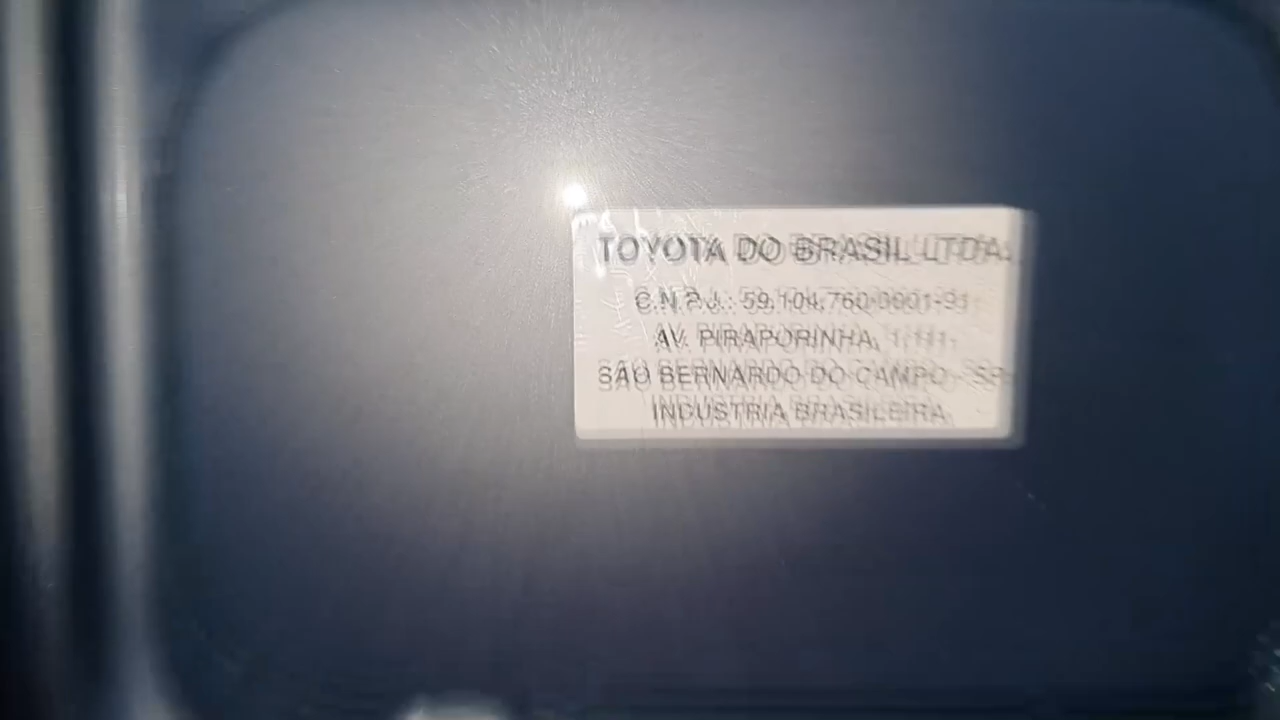 TOYOTA DO BRASIL LTDA.
C.N.P.J.: 59.104.760/0001-91
AV. PIRAPORINHA, 1.111-
SÃO BERNARDO DO CAMPO - SP-
INDUSTRIA BRASILEIRA